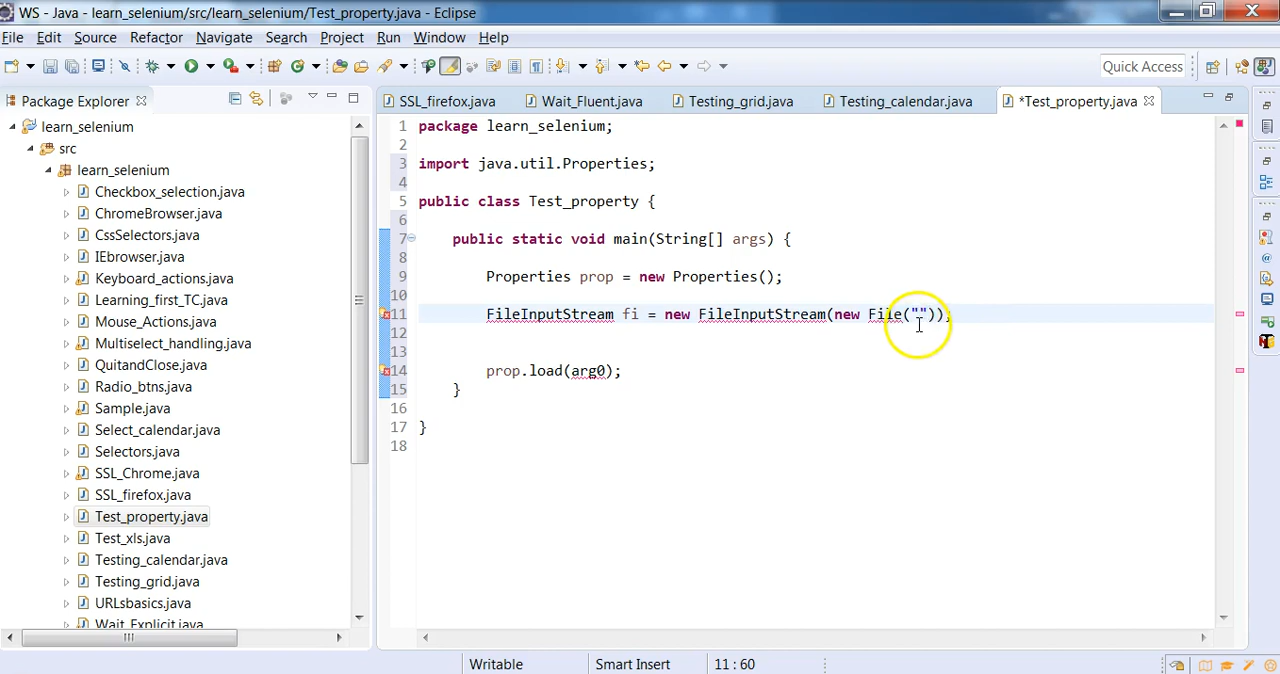 WS - Java - learn_selenium/src/learn_selenium/Test_property.java - Eclipse
File Edit Source Refactor Navigate Search Project Run Window Help
Quick Access
Package Explorer
SSL_firefox.java Wait_Fluent.java Testing_grid.java Testing_calendar.java *Test_property.java
learn_selenium
src
learn_selenium
Checkbox_selection.java
ChromeBrowser.java
CssSelectors.java
IEbrowser.java
Keyboard_actions.java
Learning_first_TC.java
Mouse_Actions.java
Multiselect_handling.java
QuitandClose.java
Radio_btns.java
Sample.java
Select_calendar.java
Selectors.java
SSL_Chrome.java
SSL_firefox.java
Test_property.java
Test_xls.java
Testing_calendar.java
Testing_grid.java
URLsbasics.java
Wait_Explicit.java
1 package learn_selenium;
2
3 import java.util.Properties;
4
5 public class Test_property {
6
7 public static void main(String[] args) {
8
9 Properties prop = new Properties();
10
11 FileInputStream fi = new FileInputStream(new File(""));
12
13
14 prop.load(arg0);
15 }
16
17 }
18
Writable Smart Insert 11 : 60